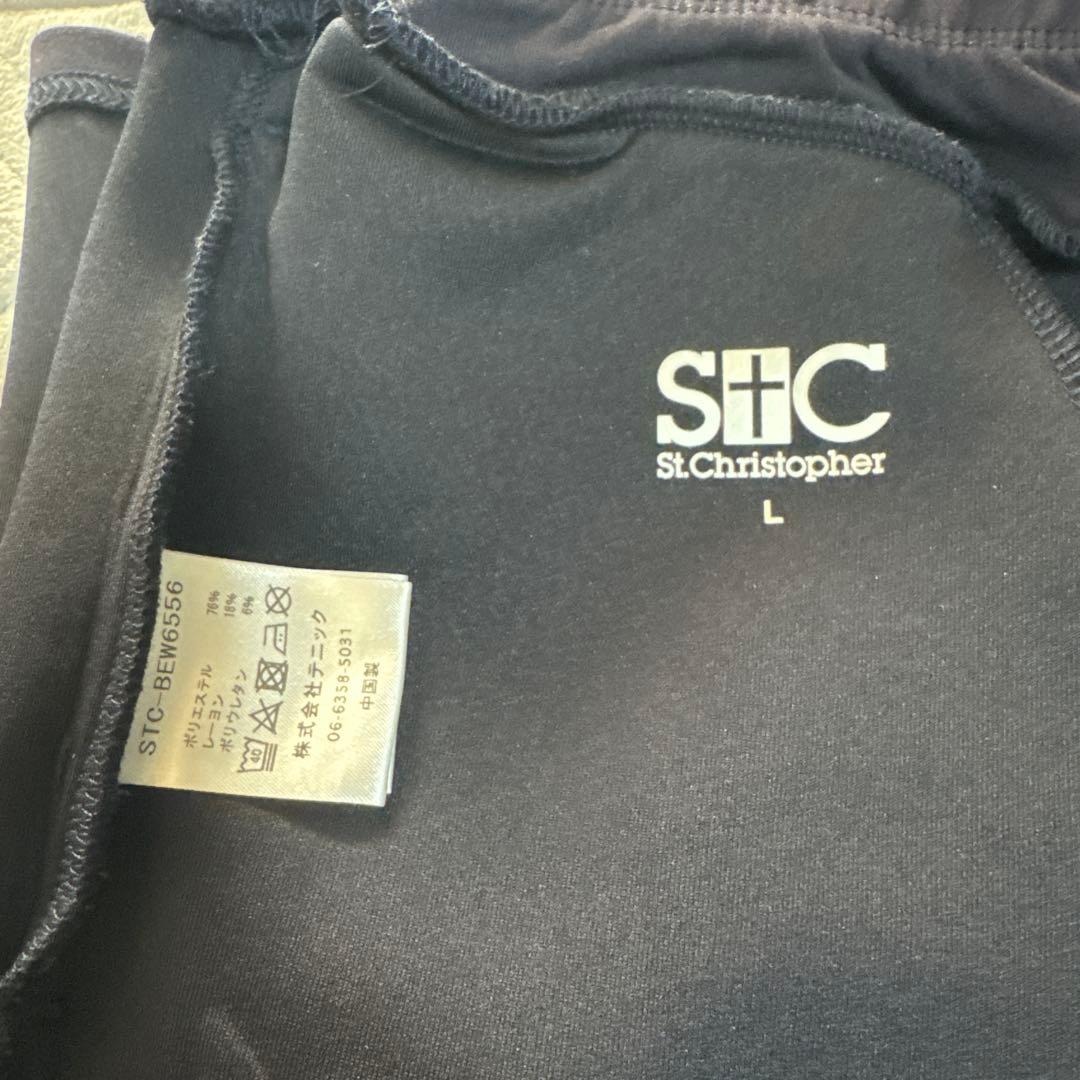 StC
St.Christopher
L
STC-BEW6556
ポリエステル 76%
レーヨン 18%
ポリウレタン 6%
40
株式会社テニック
06-6358-5031
中国製